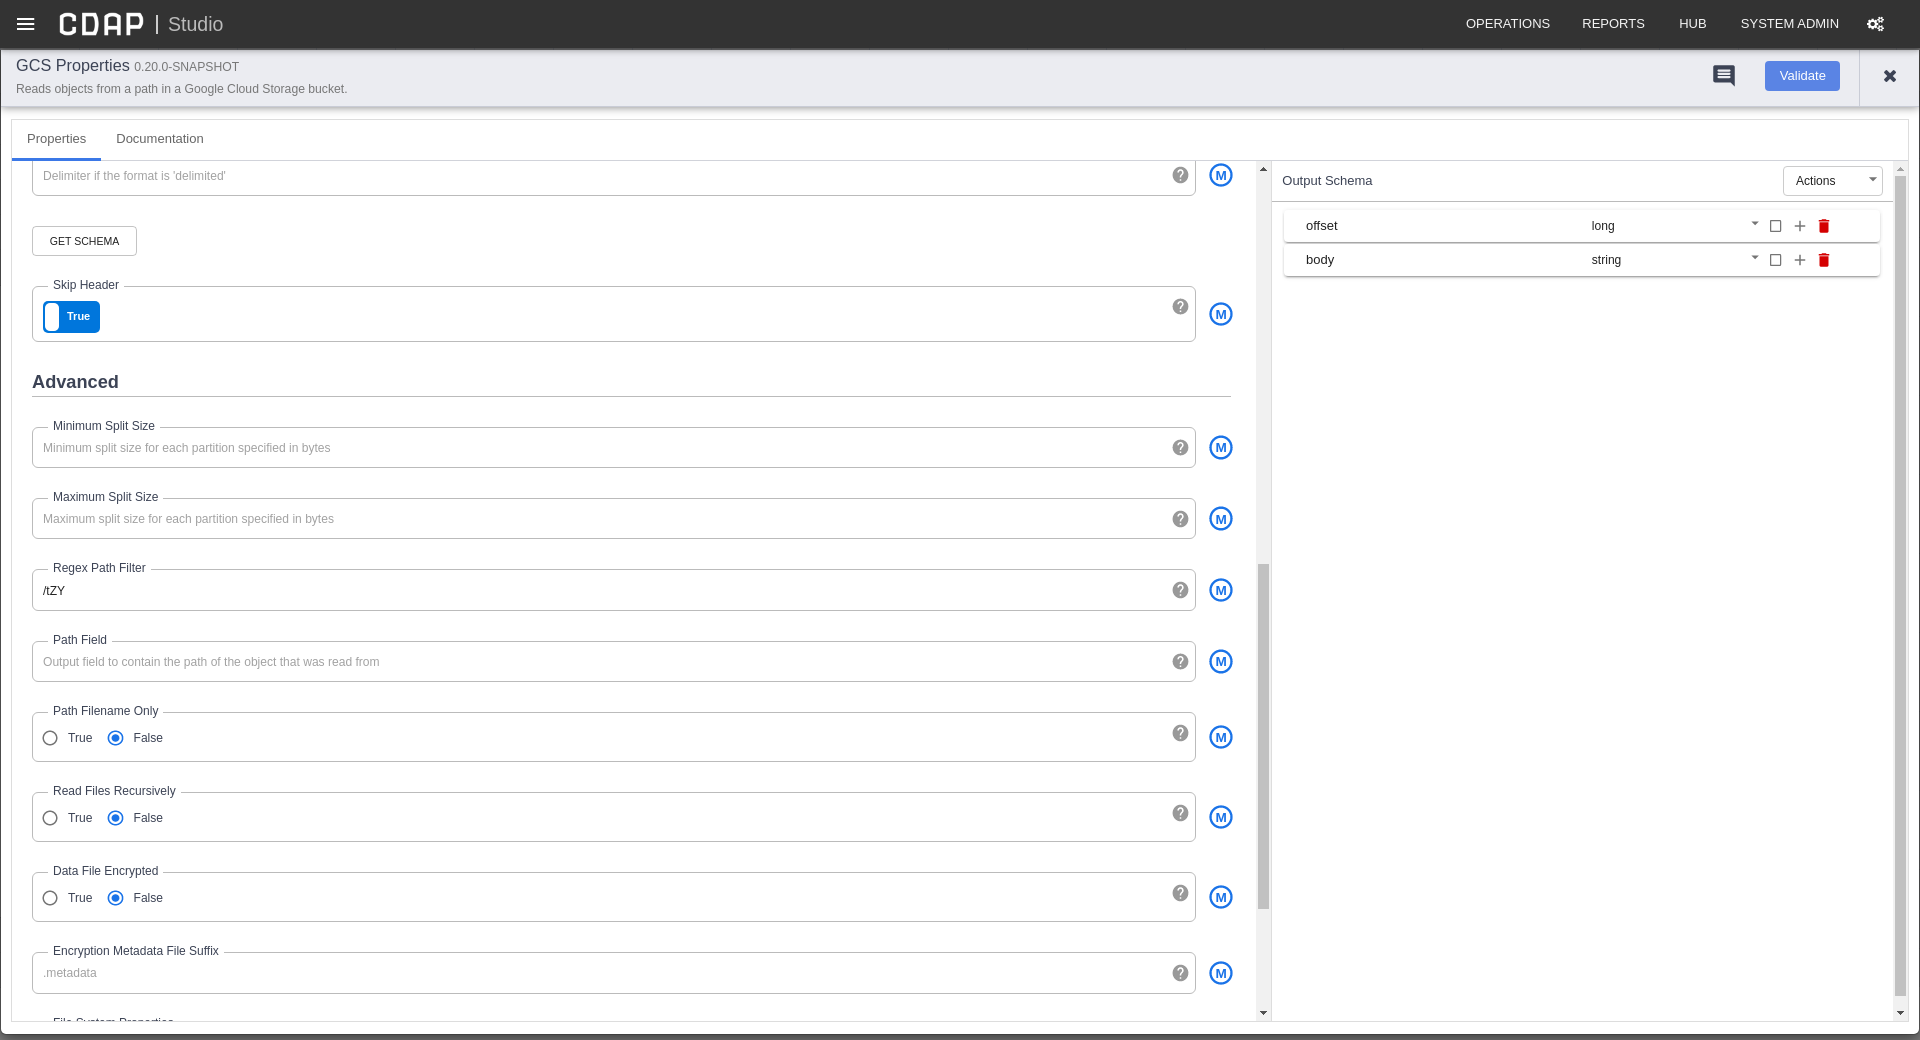 CDAP | Studio
OPERATIONS REPORTS HUB SYSTEM ADMIN
GCS Properties 0.20.0-SNAPSHOT
Reads objects from a path in a Google Cloud Storage bucket.
Validate
Properties Documentation
Delimiter if the format is 'delimited'
M
GET SCHEMA
Skip Header
True
M
Advanced
Minimum Split Size
Minimum split size for each partition specified in bytes
M
Maximum Split Size
Maximum split size for each partition specified in bytes
M
Regex Path Filter
/tZY
M
Path Field
Output field to contain the path of the object that was read from
M
Path Filename Only
True False
M
Read Files Recursively
True False
M
Data File Encrypted
True False
M
Encryption Metadata File Suffix
.metadata
M
File System Properties
Output Schema
Actions
offset long
body string